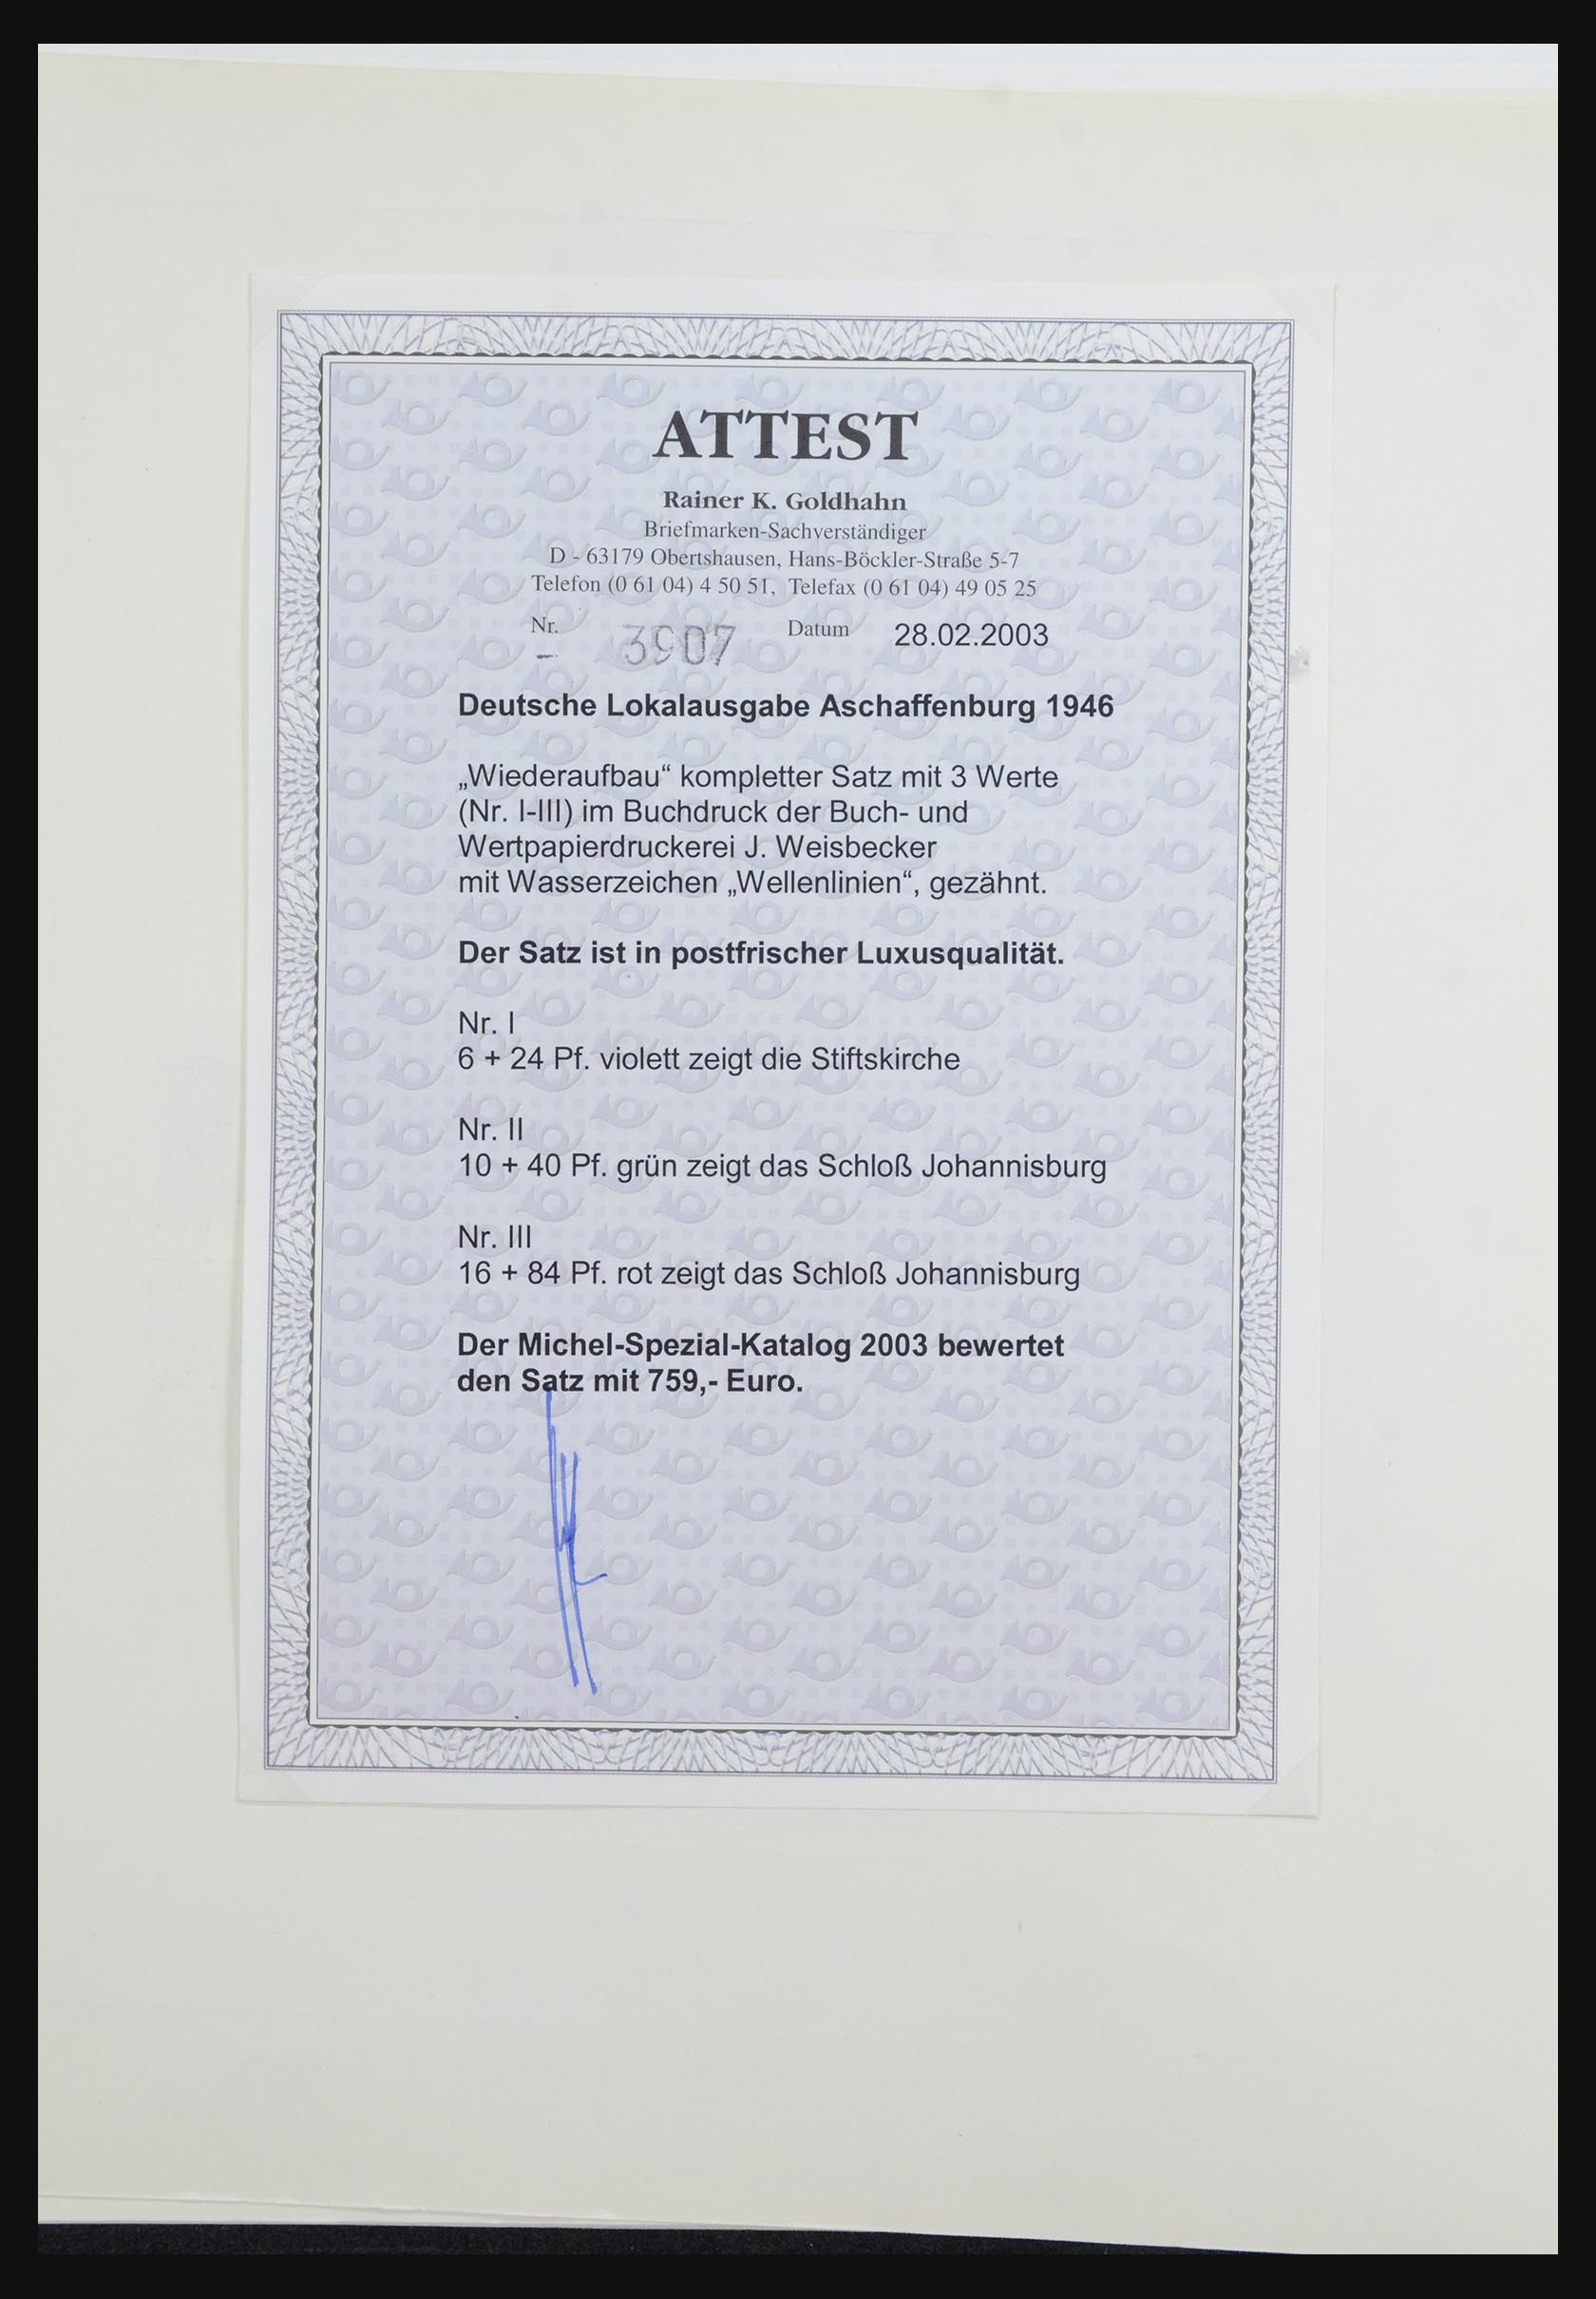 ATTEST
Rainer K. Goldhahn
Briefmarken-Sachverständiger
D - 63179 Obertshausen, Hans-Böckler-Straße 5-7
Telefon (0 61 04) 4 50 51, Telefax (0 61 04) 49 05 25
Nr. 3907 Datum 28.02.2003
Deutsche Lokalausgabe Aschaffenburg 1946
„Wiederaufbau“ kompletter Satz mit 3 Werte
(Nr. I-III) im Buchdruck der Buch- und
Wertpapierdruckerei J. Weisbecker
mit Wasserzeichen „Wellenlinien“, gezähnt.
Der Satz ist in postfrischer Luxusqualität.
Nr. I
6 + 24 Pf. violett zeigt die Stiftskirche
Nr. II
10 + 40 Pf. grün zeigt das Schloß Johannisburg
Nr. III
16 + 84 Pf. rot zeigt das Schloß Johannisburg
Der Michel-Spezial-Katalog 2003 bewertet
den Satz mit 759,- Euro.